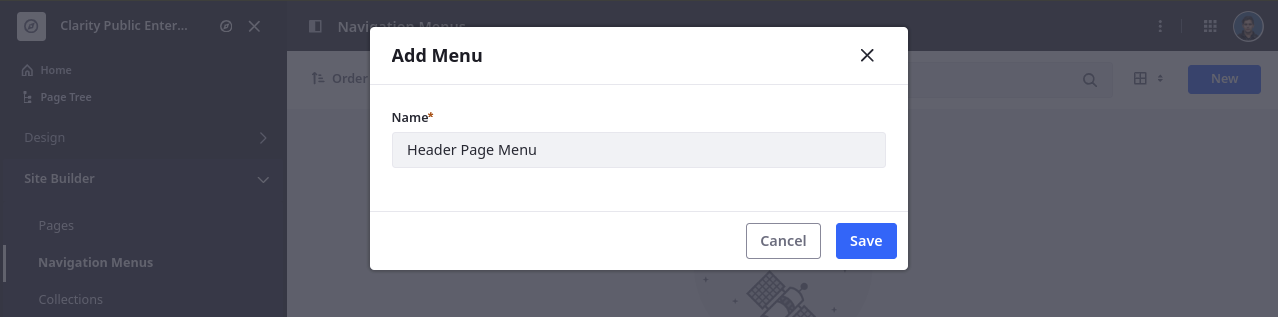 Clarity Public Enter...
Home
Page Tree
Design
Site Builder
Pages
Navigation Menus
Collections
Navigation Menus
Order
New
Add Menu
Name*
Header Page Menu
Cancel
Save